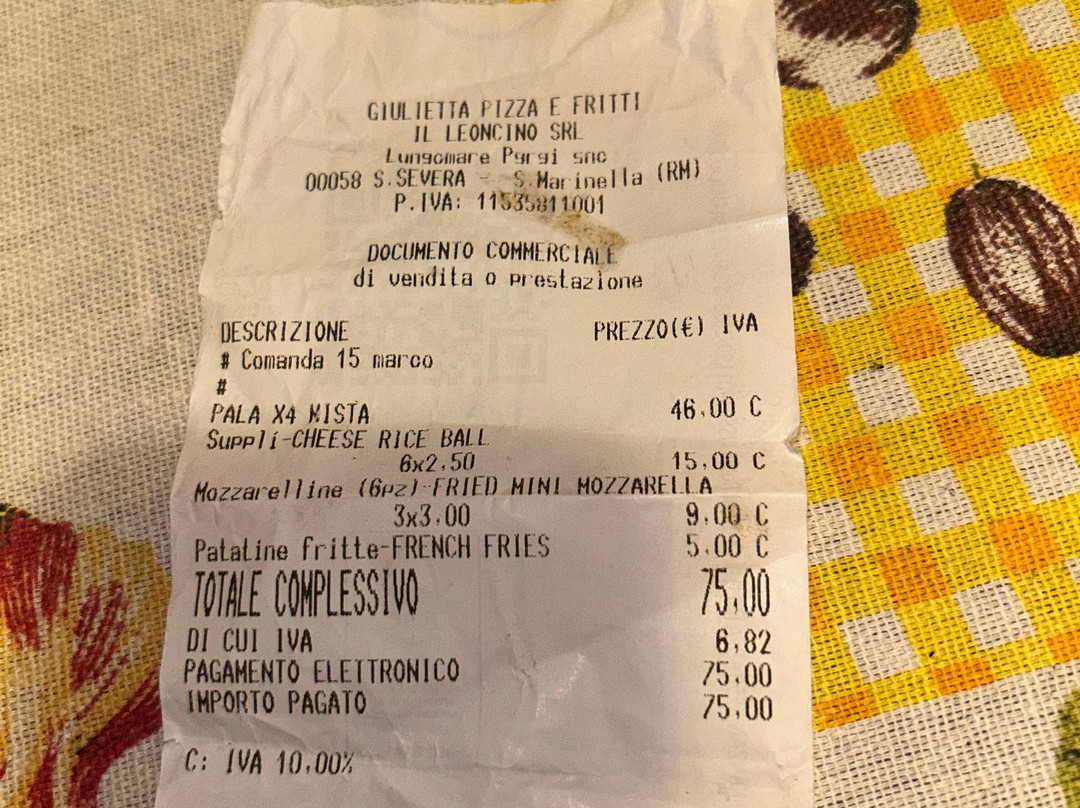 GIULIETTA PIZZA E FRITTI
IL LEONCINO SRL
Lungomare Pyrgi snc
00058 S.SEVERA - S.Marinella (RM)
P.IVA: 11535811001
DOCUMENTO COMMERCIALE
di vendita o prestazione
DESCRIZIONE PREZZO(€) IVA
# Comanda 15 marco
#
PALA X4 MISTA 46,00 C
Supplí-CHEESE RICE BALL
6x2,50 15,00 C
Mozzarelline (6pz)-FRIED MINI MOZZARELLA
3x3,00 9,00 C
Patatine fritte-FRENCH FRIES 5,00 C
TOTALE COMPLESSIVO 75,00
DI CUI IVA 6,82
PAGAMENTO ELETTRONICO 75,00
IMPORTO PAGATO 75,00
C: IVA 10,00%